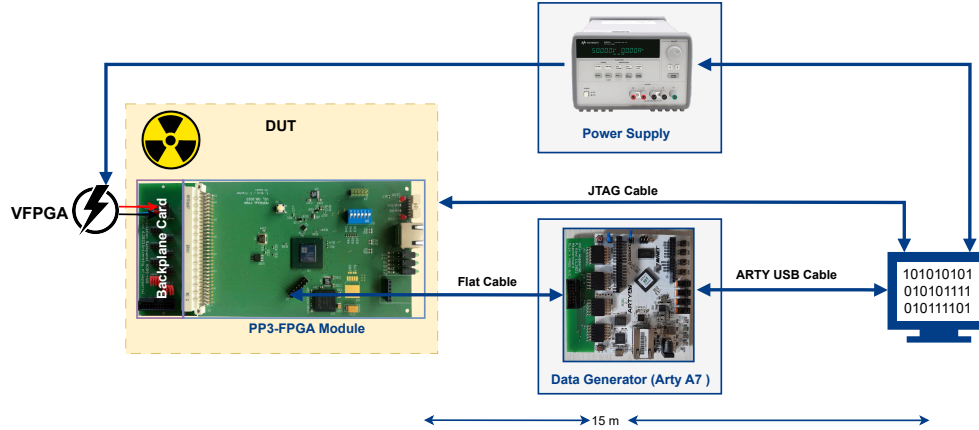 Power Supply
DUT
VFPGA
Backplane Card
PP3-FPGA Module
JTAG Cable
Flat Cable
ARTY USB Cable
101010101
010101111
010111101
Data Generator (Arty A7 )
15 m